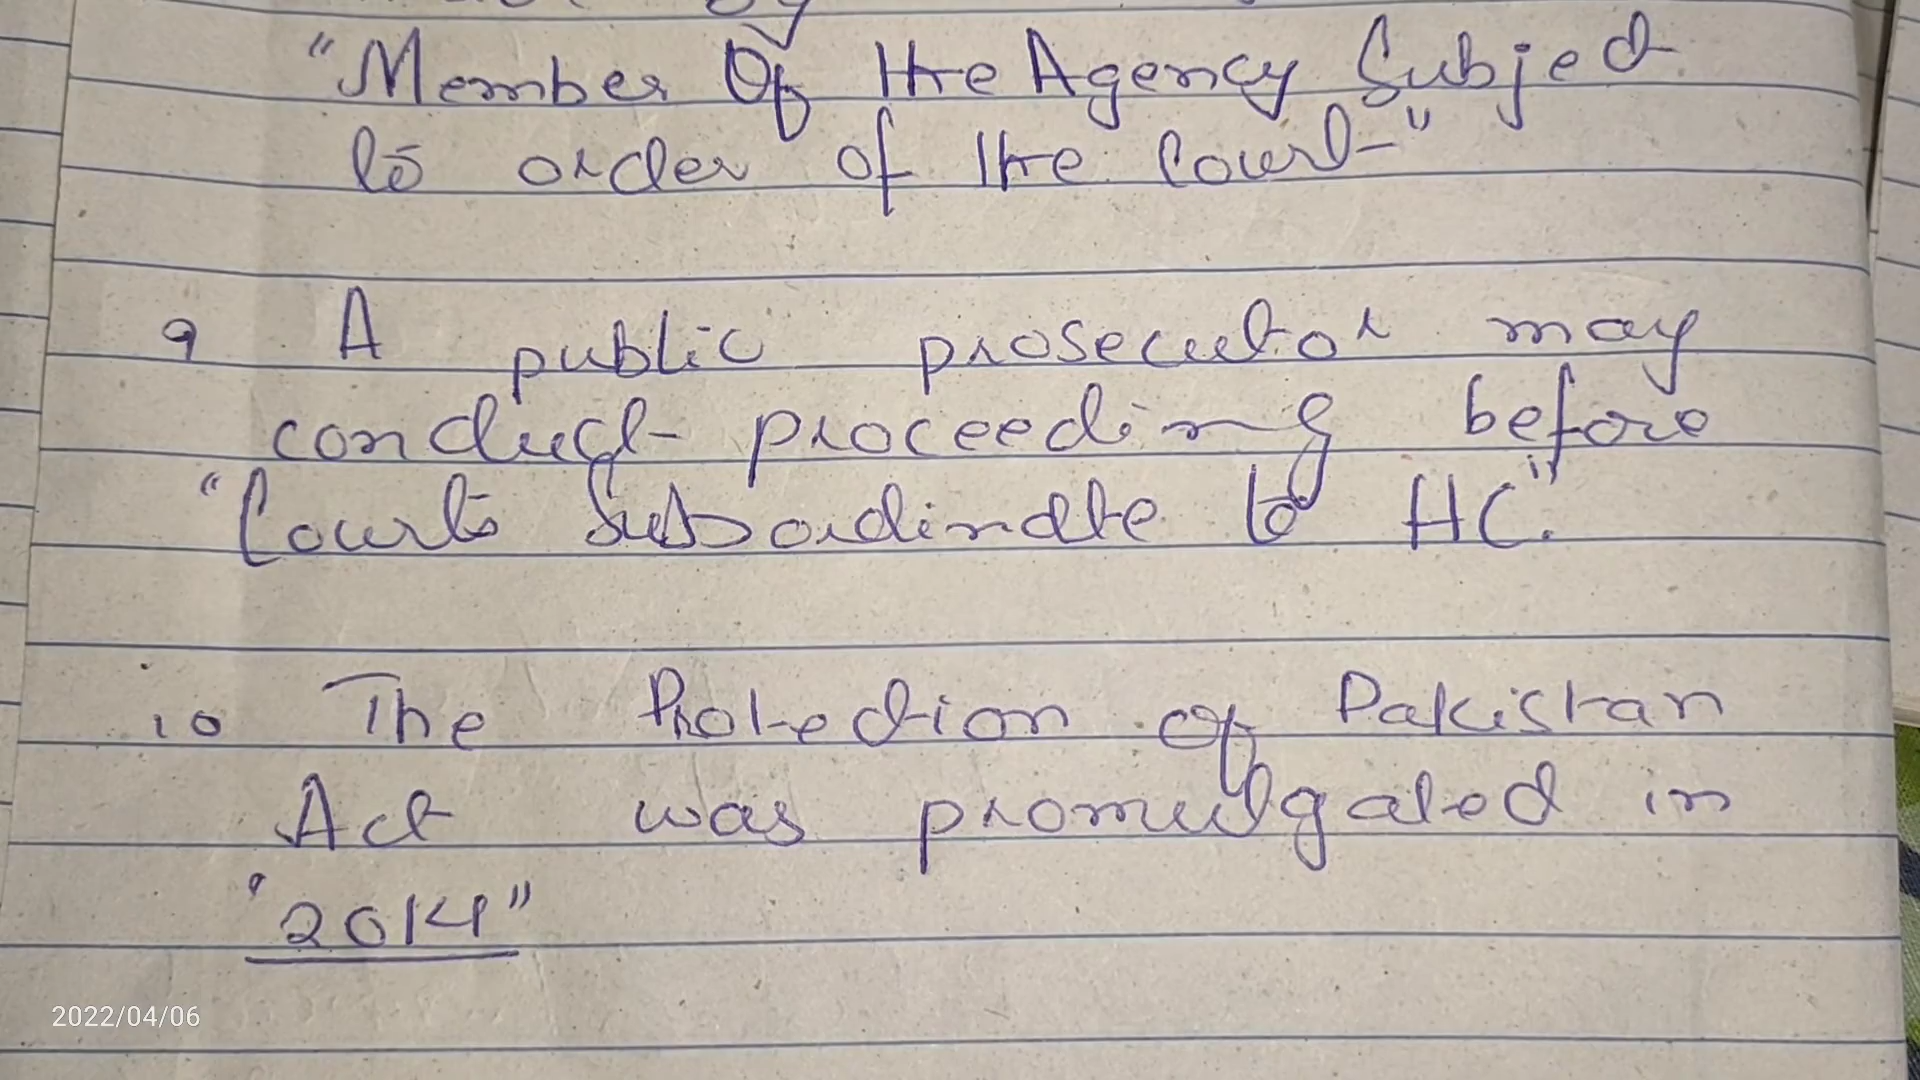 "Member Of the Agency Subject
to order of the Court"
9 A public prosecutor may
conduct proceeding before
"Courts Subordinate to HC."
10 The Protection of Pakistan
Act was promulgated in
"2014"
2022/04/06